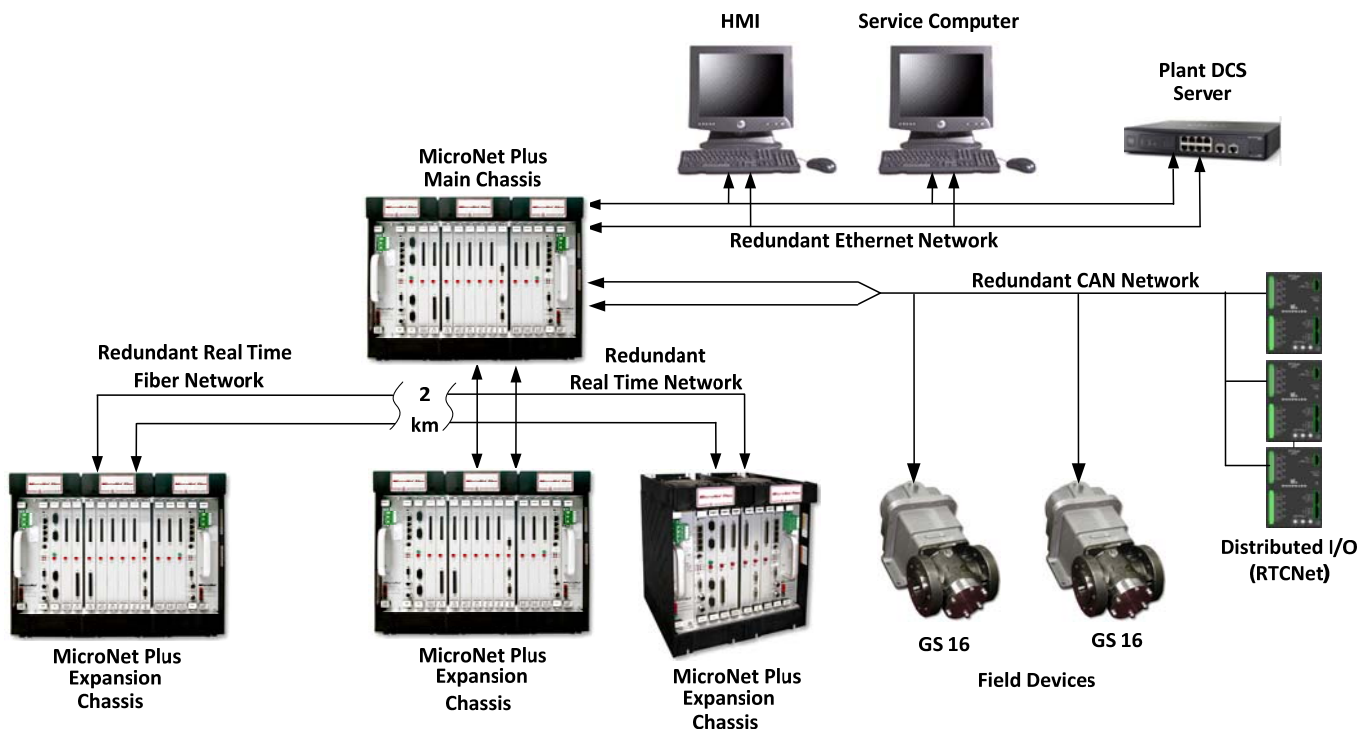 HMI
Service Computer
Plant DCS
Server
MicroNet Plus
Main Chassis
Redundant Ethernet Network
Redundant CAN Network
Redundant Real Time
Fiber Network
2
km
Redundant
Real Time Network
MicroNet Plus
Expansion
Chassis
MicroNet Plus
Expansion
Chassis
MicroNet Plus
Expansion
Chassis
GS 16
GS 16
Field Devices
Distributed I/O
(RTCNet)